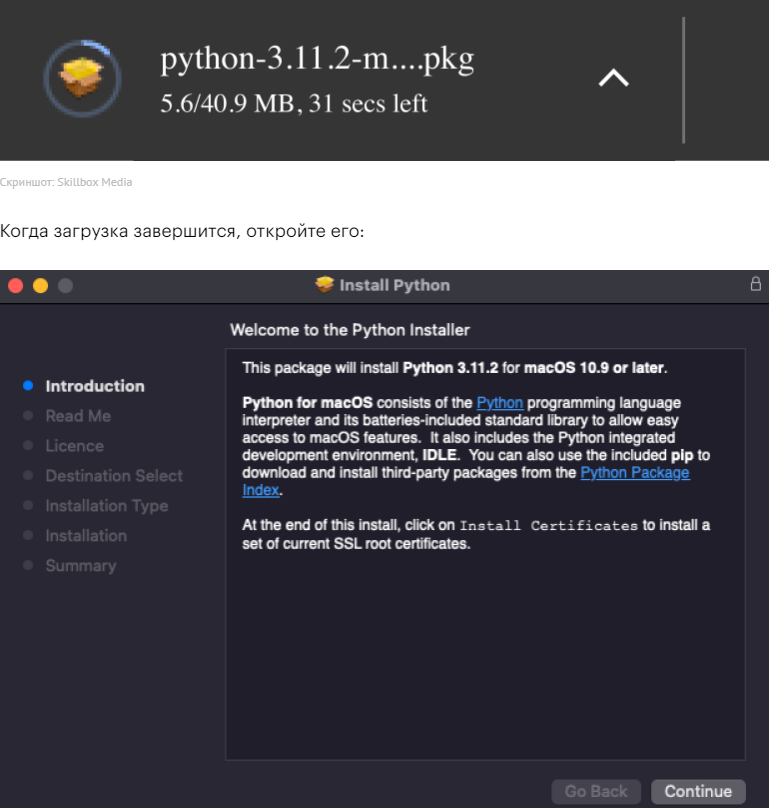 python-3.11.2-m....pkg
5.6/40.9 MB, 31 secs left
Скриншот: Skillbox Media
Когда загрузка завершится, откройте его:
Install Python
Welcome to the Python Installer
Introduction
Read Me
Licence
Destination Select
Installation Type
Installation
Summary
This package will install Python 3.11.2 for macOS 10.9 or later.
Python for macOS consists of the Python programming language
interpreter and its batteries-included standard library to allow easy
access to macOS features.  It also includes the Python integrated
development environment, IDLE.  You can also use the included pip to
download and install third-party packages from the Python Package
Index.
At the end of this install, click on Install Certificates to install a
set of current SSL root certificates.
Go Back
Continue